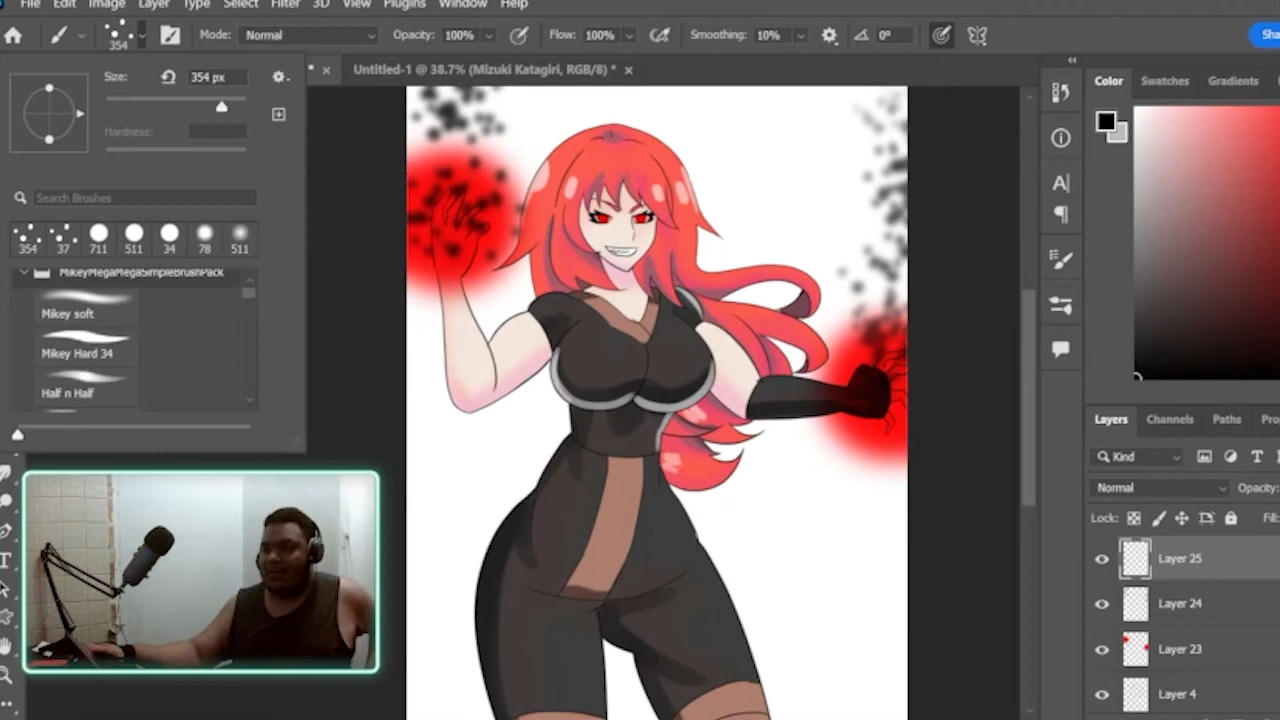 File Edit Image Layer Type Select Filter 3D View Plugins Window Help
354 Mode: Normal Opacity: 100% Flow: 100% Smoothing: 10% 0° Sha
* × Untitled-1 @ 38.7% (Mizuki Katagiri, RGB/8) * ×
Size: 354 px
Hardness:
Search Brushes
354 37 711 511 34 78 511
MikeyMegaMegaSimpleBrushPack
Mikey soft
Mikey Hard 34
Half n Half
Color Swatches Gradients
Layers Channels Paths Pro
Kind
Normal Opacity:
Lock: Fill:
Layer 25
Layer 24
Layer 23
Layer 4